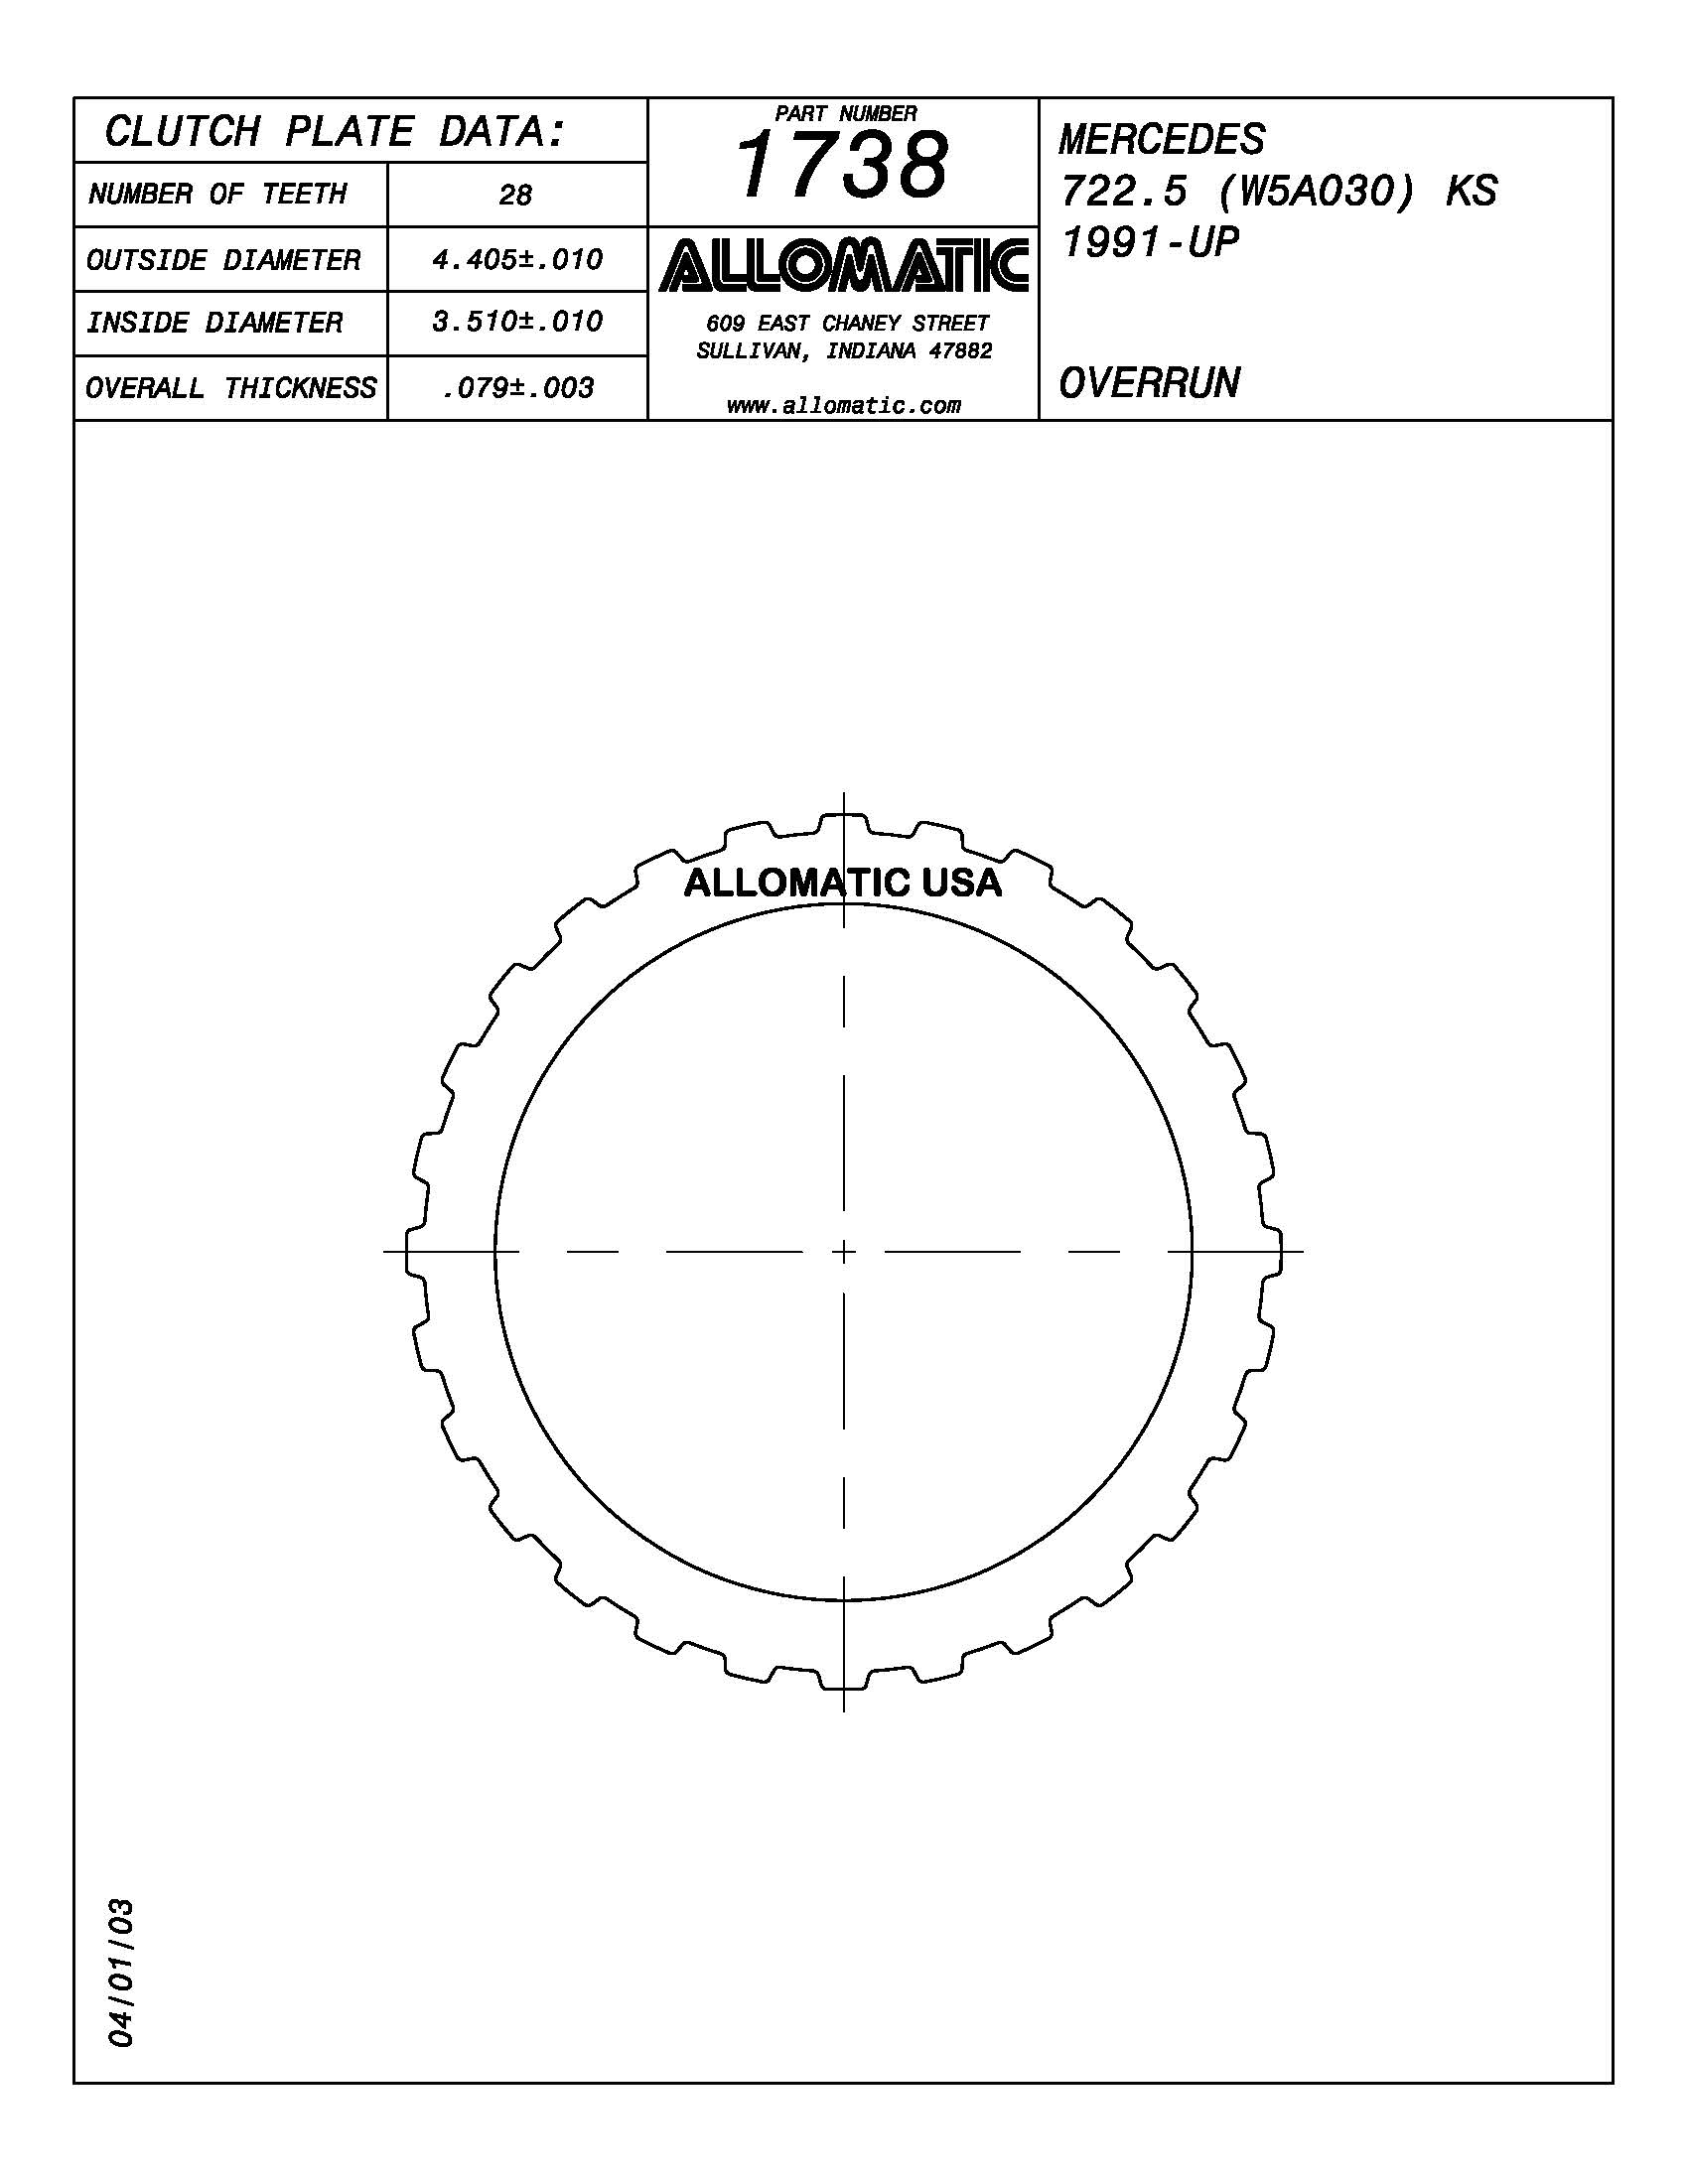 CLUTCH PLATE DATA:
NUMBER OF TEETH 28
OUTSIDE DIAMETER 4.405±.010
INSIDE DIAMETER 3.510±.010
OVERALL THICKNESS .079±.003
PART NUMBER
1738
ALLOMATIC
609 EAST CHANEY STREET
SULLIVAN, INDIANA 47882
www.allomatic.com
MERCEDES
722.5 (W5A030) KS
1991-UP
OVERRUN
ALLOMATIC USA
04/01/03